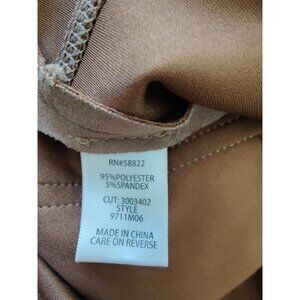 RN#58822
95%POLYESTER
5%SPANDEX
CUT: 3003402
STYLE
9711M06
MADE IN CHINA
CARE ON REVERSE